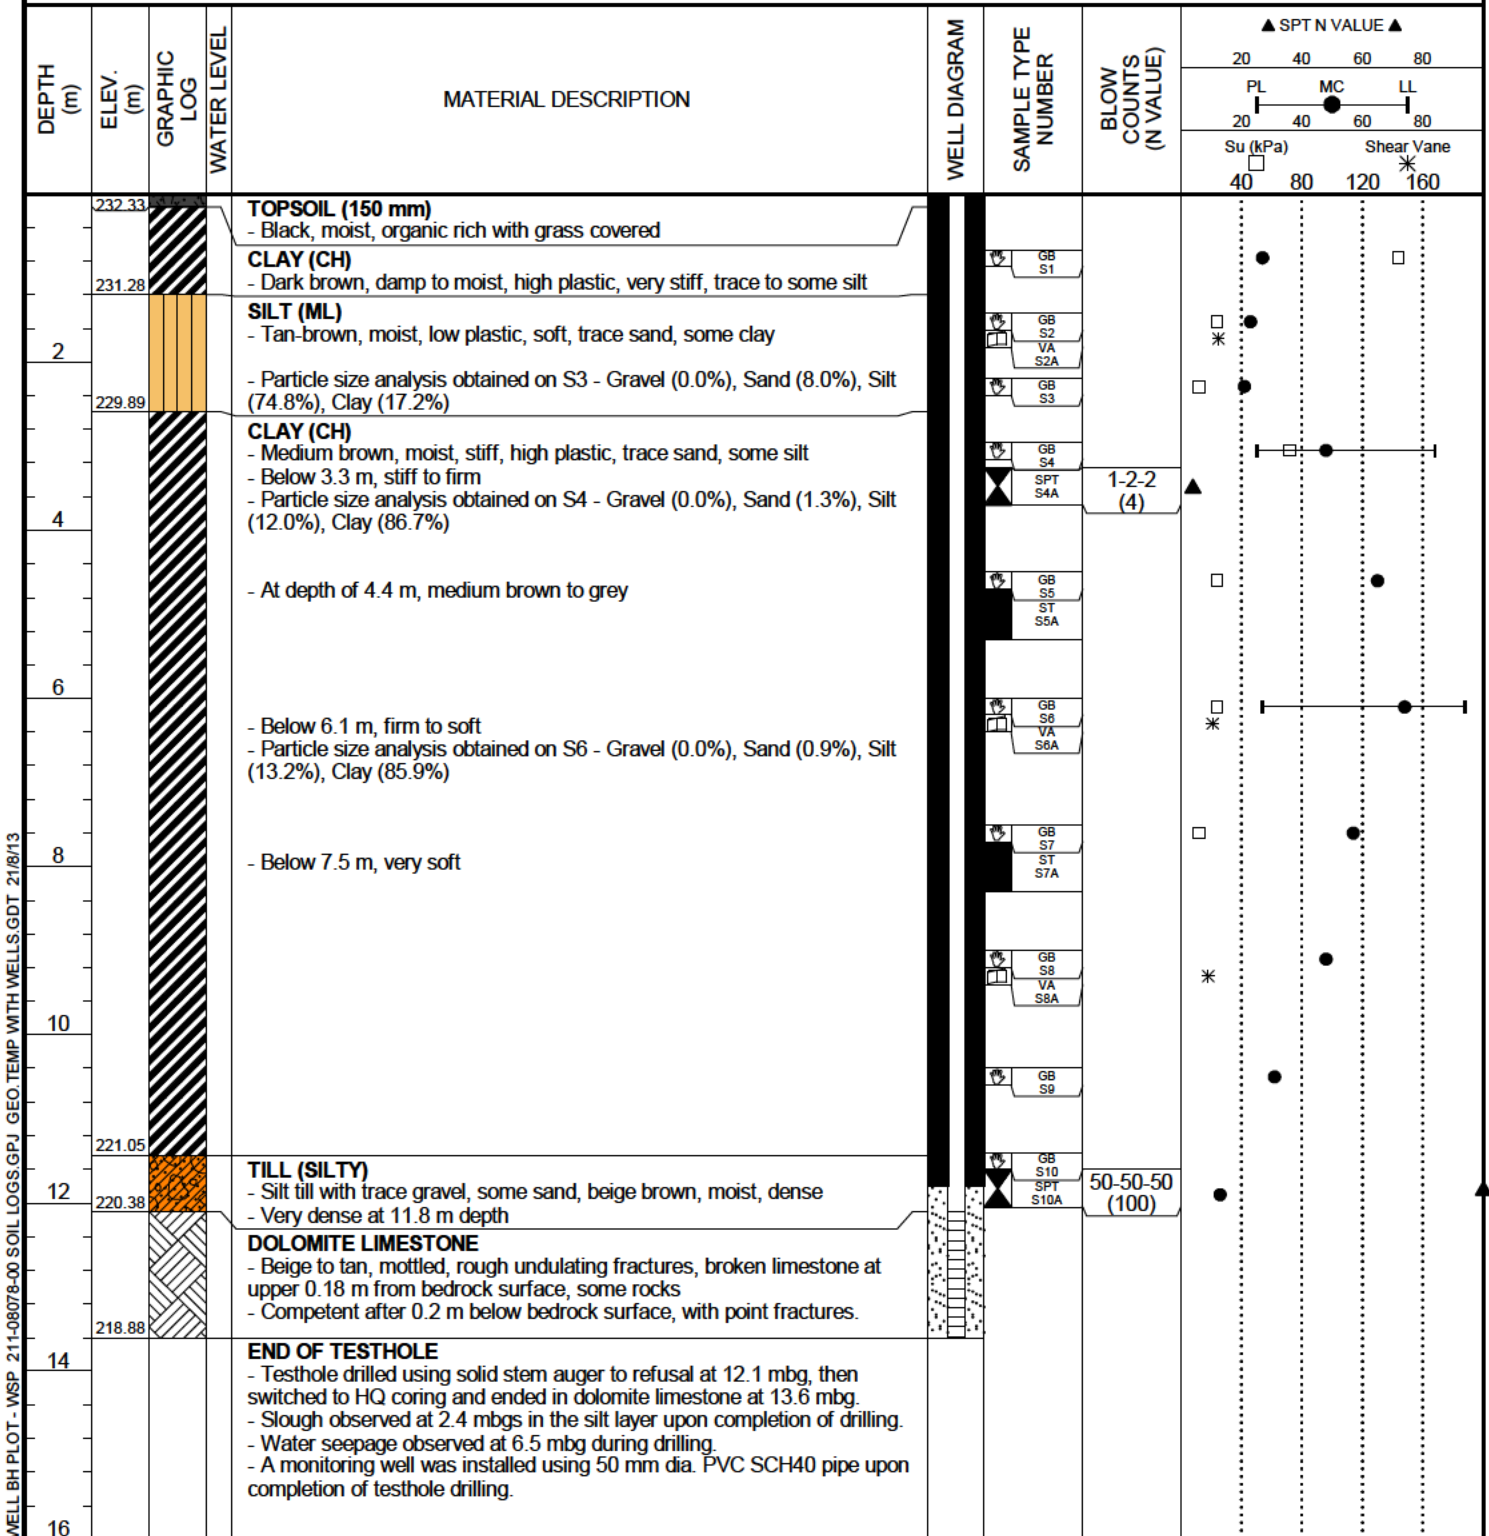 DEPTH (m)
ELEV. (m)
GRAPHIC LOG
WATER LEVEL
MATERIAL DESCRIPTION
WELL DIAGRAM
SAMPLE TYPE NUMBER
BLOW COUNTS (N VALUE)
▲ SPT N VALUE ▲
20 40 60 80
PL MC LL
20 40 60 80
Su (kPa) Shear Vane
40 80 120 160
232.33
TOPSOIL (150 mm)
- Black, moist, organic rich with grass covered
CLAY (CH)
GB
S1
231.28
- Dark brown, damp to moist, high plastic, very stiff, trace to some silt
SILT (ML)
- Tan-brown, moist, low plastic, soft, trace sand, some clay
GB
S2
VA
S2A
2
- Particle size analysis obtained on S3 - Gravel (0.0%), Sand (8.0%), Silt
(74.8%), Clay (17.2%)
GB
S3
229.89
CLAY (CH)
- Medium brown, moist, stiff, high plastic, trace sand, some silt
- Below 3.3 m, stiff to firm
- Particle size analysis obtained on S4 - Gravel (0.0%), Sand (1.3%), Silt
(12.0%), Clay (86.7%)
GB
S4
SPT
S4A
1-2-2
(4)
4
- At depth of 4.4 m, medium brown to grey
GB
S5
ST
S5A
6
- Below 6.1 m, firm to soft
- Particle size analysis obtained on S6 - Gravel (0.0%), Sand (0.9%), Silt
(13.2%), Clay (85.9%)
GB
S6
VA
S6A
8
- Below 7.5 m, very soft
GB
S7
ST
S7A
GB
S8
VA
S8A
10
GB
S9
221.05
TILL (SILTY)
- Silt till with trace gravel, some sand, beige brown, moist, dense
- Very dense at 11.8 m depth
GB
S10
SPT
S10A
50-50-50
(100)
12
220.38
DOLOMITE LIMESTONE
- Beige to tan, mottled, rough undulating fractures, broken limestone at
upper 0.18 m from bedrock surface, some rocks
- Competent after 0.2 m below bedrock surface, with point fractures.
218.88
END OF TESTHOLE
14
- Testhole drilled using solid stem auger to refusal at 12.1 mbg, then
switched to HQ coring and ended in dolomite limestone at 13.6 mbg.
- Slough observed at 2.4 mbgs in the silt layer upon completion of drilling.
- Water seepage observed at 6.5 mbg during drilling.
- A monitoring well was installed using 50 mm dia. PVC SCH40 pipe upon
completion of testhole drilling.
16
WELL BH PLOT - WSP 211-08078-00 SOIL LOGS.GPJ GEO.TEMP WITH WELLS.GDT 21/8/13